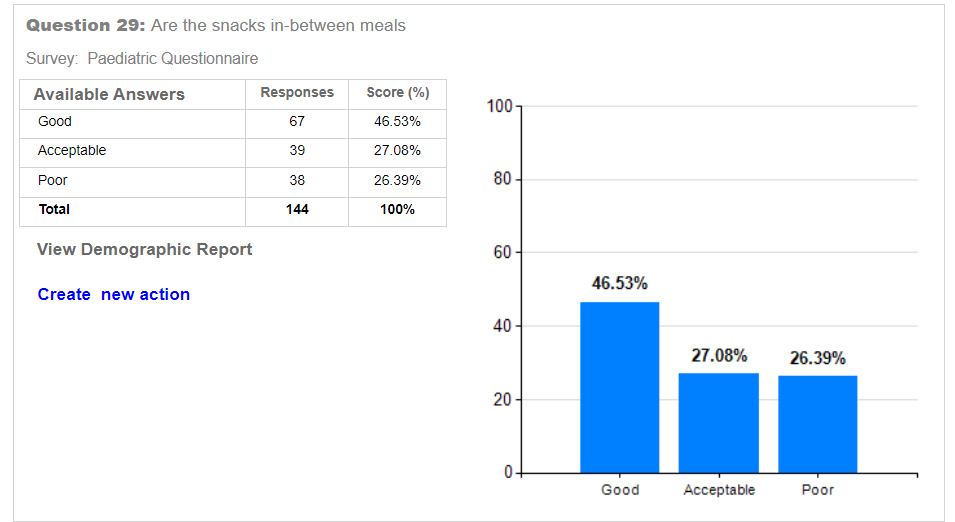 Question 29: Are the snacks in-between meals
Survey: Paediatric Questionnaire
Available Answers Responses Score (%)
Good 67 46.53%
Acceptable 39 27.08%
Poor 38 26.39%
Total 144 100%
View Demographic Report
Create new action
100
80
60
40
20
0
46.53%
27.08%
26.39%
Good Acceptable Poor